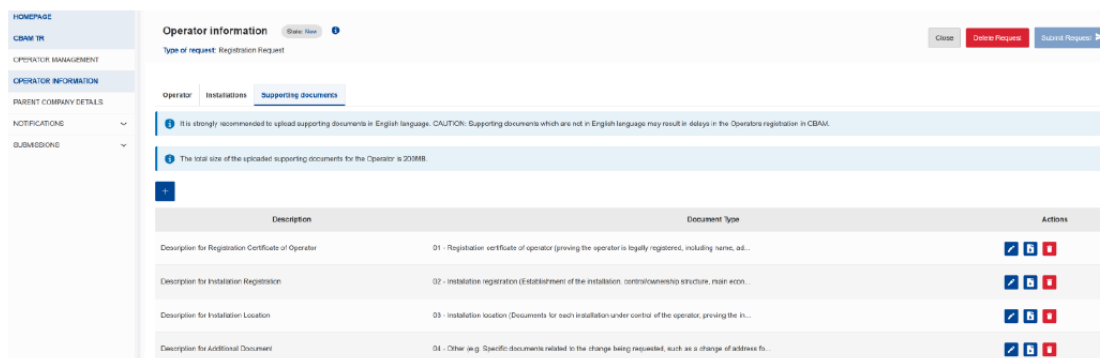 HOMEPAGE
CBAM TR
OPERATOR MANAGEMENT
OPERATOR INFORMATION
PARENT COMPANY DETAILS
NOTIFICATIONS
SUBMISSIONS
Operator information State: New
Type of request: Registration Request
Close Delete Request Submit Request
Operator Installations Supporting documents
It is strongly recommended to upload supporting documents in English language. CAUTION: Supporting documents which are not in English language may result in delays in the Operators registration in CBAM.
The total size of the uploaded supporting documents for the Operator is 200MB.
+
Description Document Type Actions
Description for Registration Certificate of Operator 01 - Registration certificate of operator (proving the operator is legally registered, including name, ad...
Description for Installation Registration 02 - Installation registration (Establishment of the installation, control/ownership structure, main econ...
Description for Installation Location 03 - Installation location (Documents for each installation under control of the operator, proving the in...
Description for Additional Document 04 - Other (e.g. Specific documents related to the change being requested, such as a change of address fo...